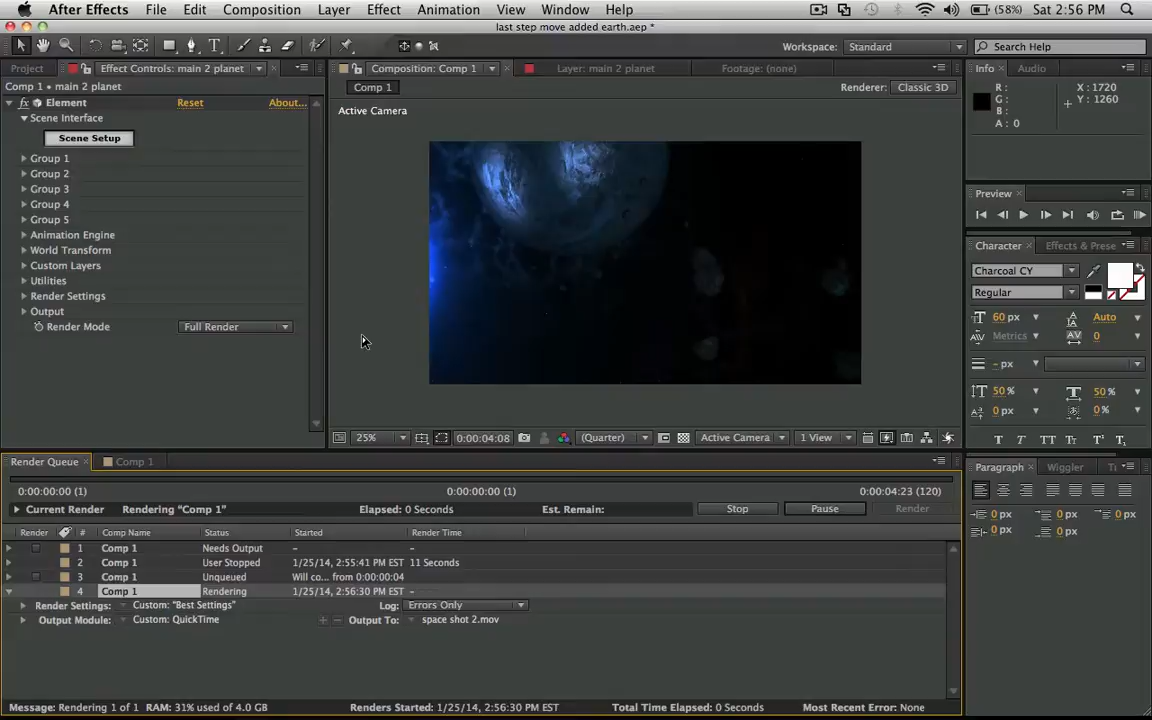 After Effects File Edit Composition Layer Effect Animation View Window Help (58%) Sat 2:56 PM
last step move added earth.aep *
Workspace: Standard Search Help
Project Effect Controls: main 2 planet Composition: Comp 1 Layer: main 2 planet Footage: (none) Info Audio
Comp 1 • main 2 planet Comp 1 Renderer: Classic 3D
R: X: 1720
G: Y: 1260
B:
A: 0
fx Element Reset About...
Active Camera
Scene Interface
Scene Setup
Group 1
Group 2
Group 3
Group 4
Group 5
Animation Engine
World Transform
Custom Layers
Utilities
Render Settings
Output
Render Mode Full Render
Preview
Character Effects & Prese
Charcoal CY
Regular
60 px Auto
Metrics 0
- px
50 % 50 %
0 px 0 %
T T TT Tr T¹ T₁
25% 0:00:04:08 (Quarter) Active Camera 1 View
Render Queue Comp 1
Paragraph Wiggler Ti
0:00:00:00 (1) 0:00:00:00 (1) 0:00:04:23 (120)
Current Render Rendering "Comp 1" Elapsed: 0 Seconds Est. Remain: Stop Pause Render
Render # Comp Name Status Started Render Time
1 Comp 1 Needs Output – –
2 Comp 1 User Stopped 1/25/14, 2:55:41 PM EST 11 Seconds
3 Comp 1 Unqueued Will co... from 0:00:00:04
4 Comp 1 Rendering 1/25/14, 2:56:30 PM EST –
Render Settings: Custom: "Best Settings" Log: Errors Only
Output Module: Custom: QuickTime Output To: space shot 2.mov
0 px 0 px 0 px
0 px 0 px
Message: Rendering 1 of 1 RAM: 31% used of 4.0 GB Renders Started: 1/25/14, 2:56:30 PM EST Total Time Elapsed: 0 Seconds Most Recent Error: None